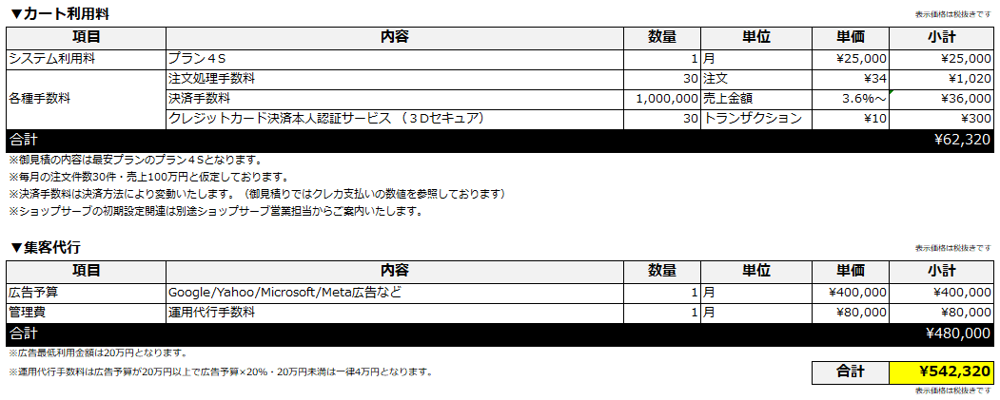 ▼カート利用料
表示価格は税抜きです
項目 内容 数量 単位 単価 小計
システム利用料 プラン４Ｓ 1 月 ¥25,000 ¥25,000
各種手数料 注文処理手数料 30 注文 ¥34 ¥1,020
決済手数料 1,000,000 売上金額 3.6%～ ¥36,000
クレジットカード決済本人認証サービス （３Ｄセキュア） 30 トランザクション ¥10 ¥300
合計 ¥62,320
※御見積の内容は最安プランのプラン４Ｓとなります。
※毎月の注文件数30件・売上100万円と仮定しております。
※決済手数料は決済方法により変動いたします。（御見積りではクレカ支払いの数値を参照しております）
※ショップサーブの初期設定関連は別途ショップサーブ営業担当からご案内いたします。
▼集客代行
表示価格は税抜きです
項目 内容 数量 単位 単価 小計
広告予算 Google/Yahoo/Microsoft/Meta広告など 1 月 ¥400,000 ¥400,000
管理費 運用代行手数料 1 月 ¥80,000 ¥80,000
合計 ¥480,000
※広告最低利用金額は20万円となります。
※運用代行手数料は広告予算が20万円以上で広告予算×20%・20万円未満は一律4万円となります。
合計 ¥542,320
表示価格は税抜きです